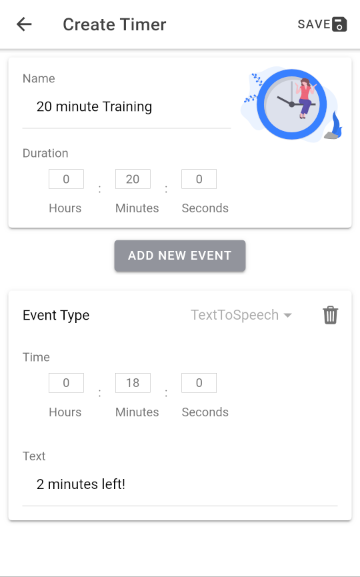 Create Timer SAVE
Name
20 minute Training
Duration
0 : 20 : 0
Hours Minutes Seconds
ADD NEW EVENT
Event Type TextToSpeech
Time
0 : 18 : 0
Hours Minutes Seconds
Text
2 minutes left!